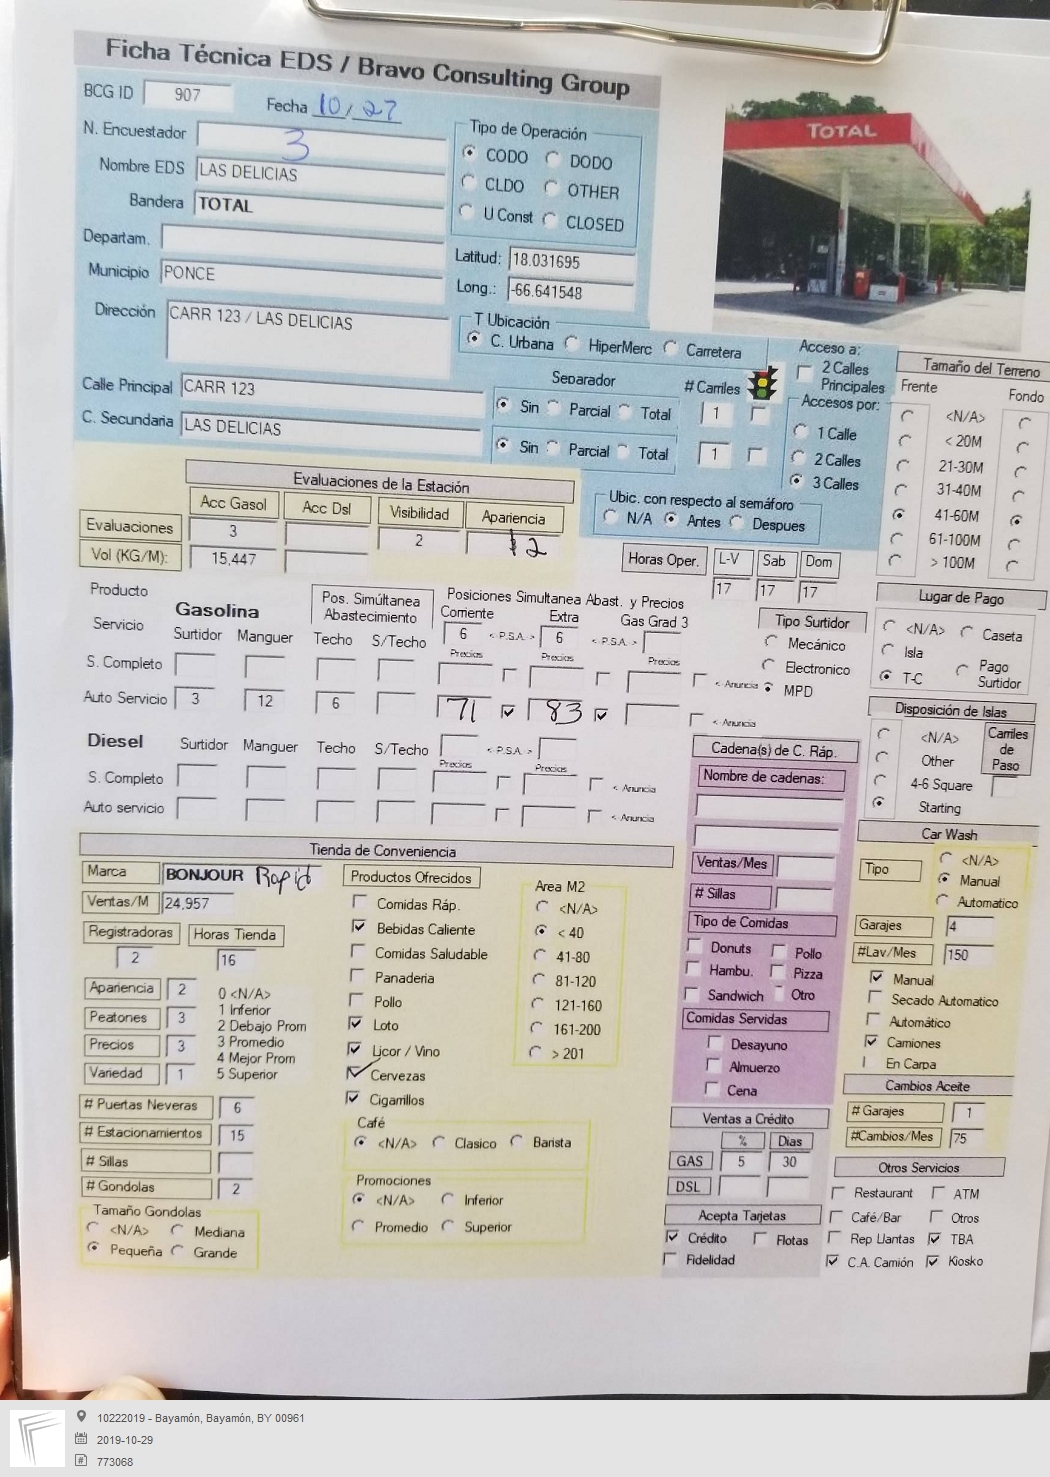 Ficha Técnica EDS / Bravo Consulting Group
BCG ID 907 Fecha 10/27
N. Encuestador 3
Nombre EDS LAS DELICIAS
Bandera TOTAL
Departam.
Municipio PONCE
Dirección CARR 123 / LAS DELICIAS
Calle Principal CARR 123
C. Secundaria LAS DELICIAS
Tipo de Operación
CODO DODO
CLDO OTHER
U Const CLOSED
Latitud: 18.031695
Long.: -66.641548
TOTAL
T Ubicación
C. Urbana HiperMerc Carretera
Separador # Carriles
Sin Parcial Total 1
Sin Parcial Total 1
Acceso a:
2 Calles
Principales
Accesos por:
1 Calle
2 Calles
3 Calles
Ubic. con respecto al semáforo
N/A Antes Despues
Tamaño del Terreno
Frente Fondo
<N/A>
< 20M
21-30M
31-40M
41-60M
61-100M
> 100M
Evaluaciones de la Estación
Acc Gasol Acc Dsl Visibilidad Apariencia
Evaluaciones 3 2 2
Vol (KG/M): 15,447
Horas Oper. L-V Sab Dom
17 17 17
Producto
Servicio
Gasolina
Pos. Simúltanea
Abastecimiento
Posiciones Simultanea Abast. y Precios
Corriente Extra Gas Grad 3
Surtidor Manguer Techo S/Techo 6 < P.S.A. > 6 < P.S.A. >
Precios Precios Precios
S. Completo < Anuncia
Auto Servicio 3 12 6 71 83 < Anuncia
Diesel Surtidor Manguer Techo S/Techo < P.S.A. >
Precios Precios
S. Completo < Anuncia
Auto servicio < Anuncia
Tipo Surtidor
Mecánico
Electronico
MPD
Lugar de Pago
<N/A> Caseta
Isla
T-C Pago
Surtidor
Disposición de Islas
<N/A>
Other
4-6 Square
Starting
Carriles
de
Paso
Tienda de Conveniencia
Marca BONJOUR Rapid
Ventas/M 24,957
Registradoras Horas Tienda
2 16
Apariencia 2
Peatones 3
Precios 3
Variedad 1
0 <N/A>
1 Inferior
2 Debajo Prom
3 Promedio
4 Mejor Prom
5 Superior
# Puertas Neveras 6
# Estacionamientos 15
# Sillas
# Gondolas 2
Tamaño Gondolas
<N/A> Mediana
Pequeña Grande
Productos Ofrecidos
Comidas Ráp.
Bebidas Caliente
Comidas Saludable
Panaderia
Pollo
Loto
Licor / Vino
Cervezas
Cigarrillos
Area M2
<N/A>
< 40
41-80
81-120
121-160
161-200
> 201
Café
<N/A> Clasico Barista
Promociones
<N/A> Inferior
Promedio Superior
Cadena(s) de C. Ráp.
Nombre de cadenas:
Ventas/Mes
# Sillas
Tipo de Comidas
Donuts Pollo
Hambu. Pizza
Sandwich Otro
Comidas Servidas
Desayuno
Almuerzo
Cena
Ventas a Crédito
% Dias
GAS 5 30
DSL
Acepta Tarjetas
Crédito Flotas
Fidelidad
Car Wash
Tipo <N/A>
Manual
Automatico
Garajes 4
#Lav/Mes 150
Manual
Secado Automatico
Automático
Camiones
En Carpa
Cambios Aceite
# Garajes 1
#Cambios/Mes 75
Otros Servicios
Restaurant ATM
Café/Bar Otros
Rep Llantas TBA
C.A. Camión Kiosko
10222019 - Bayamón, Bayamón, BY 00961
2019-10-29
773068